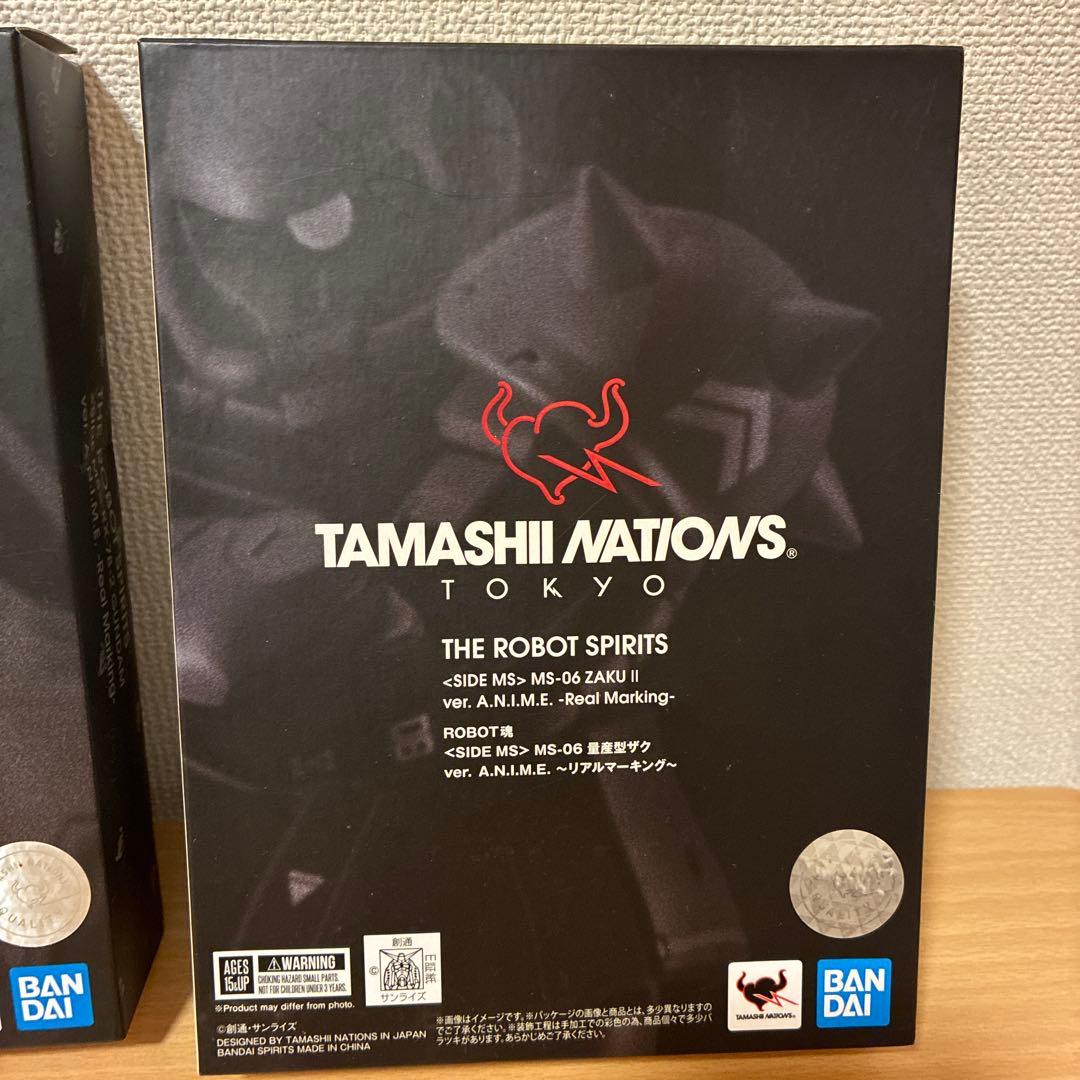 TAMASHII NATIONS®
TOKYO
THE ROBOT SPIRITS
<SIDE MS> MS-06 ZAKU II
ver. A.N.I.M.E. -Real Marking-
ROBOT魂
<SIDE MS> MS-06 量産型ザク
ver. A.N.I.M.E. ～リアルマーキング～
AGES
15&UP
WARNING
CHOKING HAZARD SMALL PARTS.
NOT FOR CHILDREN UNDER 3 YEARS.
※Product may differ from photo.
創通
©
サンライズ
©創通・サンライズ
DESIGNED BY TAMASHII NATIONS IN JAPAN
BANDAI SPIRITS MADE IN CHINA
※画像はイメージです。※パッケージの画像と商品とは、多少異なりますの
でご了承ください。※装飾工程は手加工での彩色の為、商品個々で多少バ
ラツキがあります。あらかじめご了承ください。
TAMASHII NATIONS®
BAN
DAI
QUALITY
BAN
DAI
QUALITY